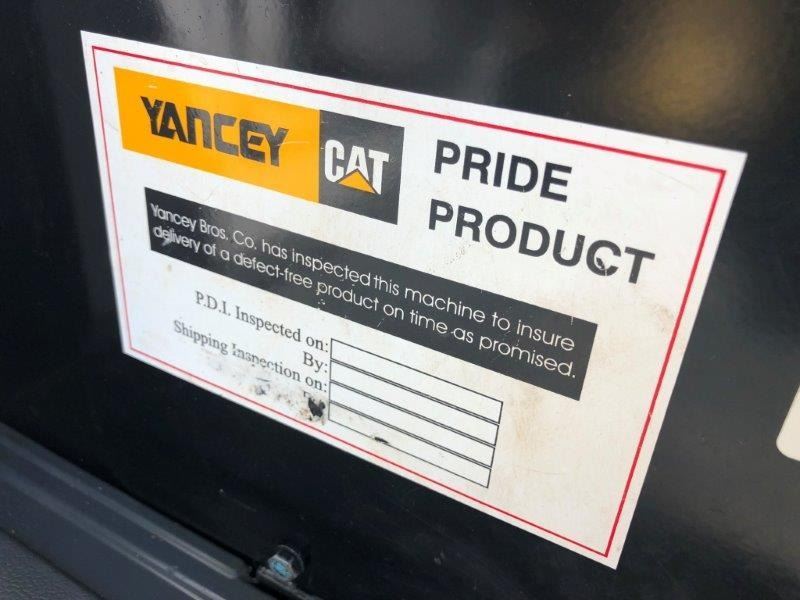 YANCEY CAT
PRIDE
PRODUCT
Yancey Bros. Co. has inspected this machine to insure
delivery of a defect-free product on time as promised.
P.D.I. Inspected on:
By:
Shipping Inspection on: